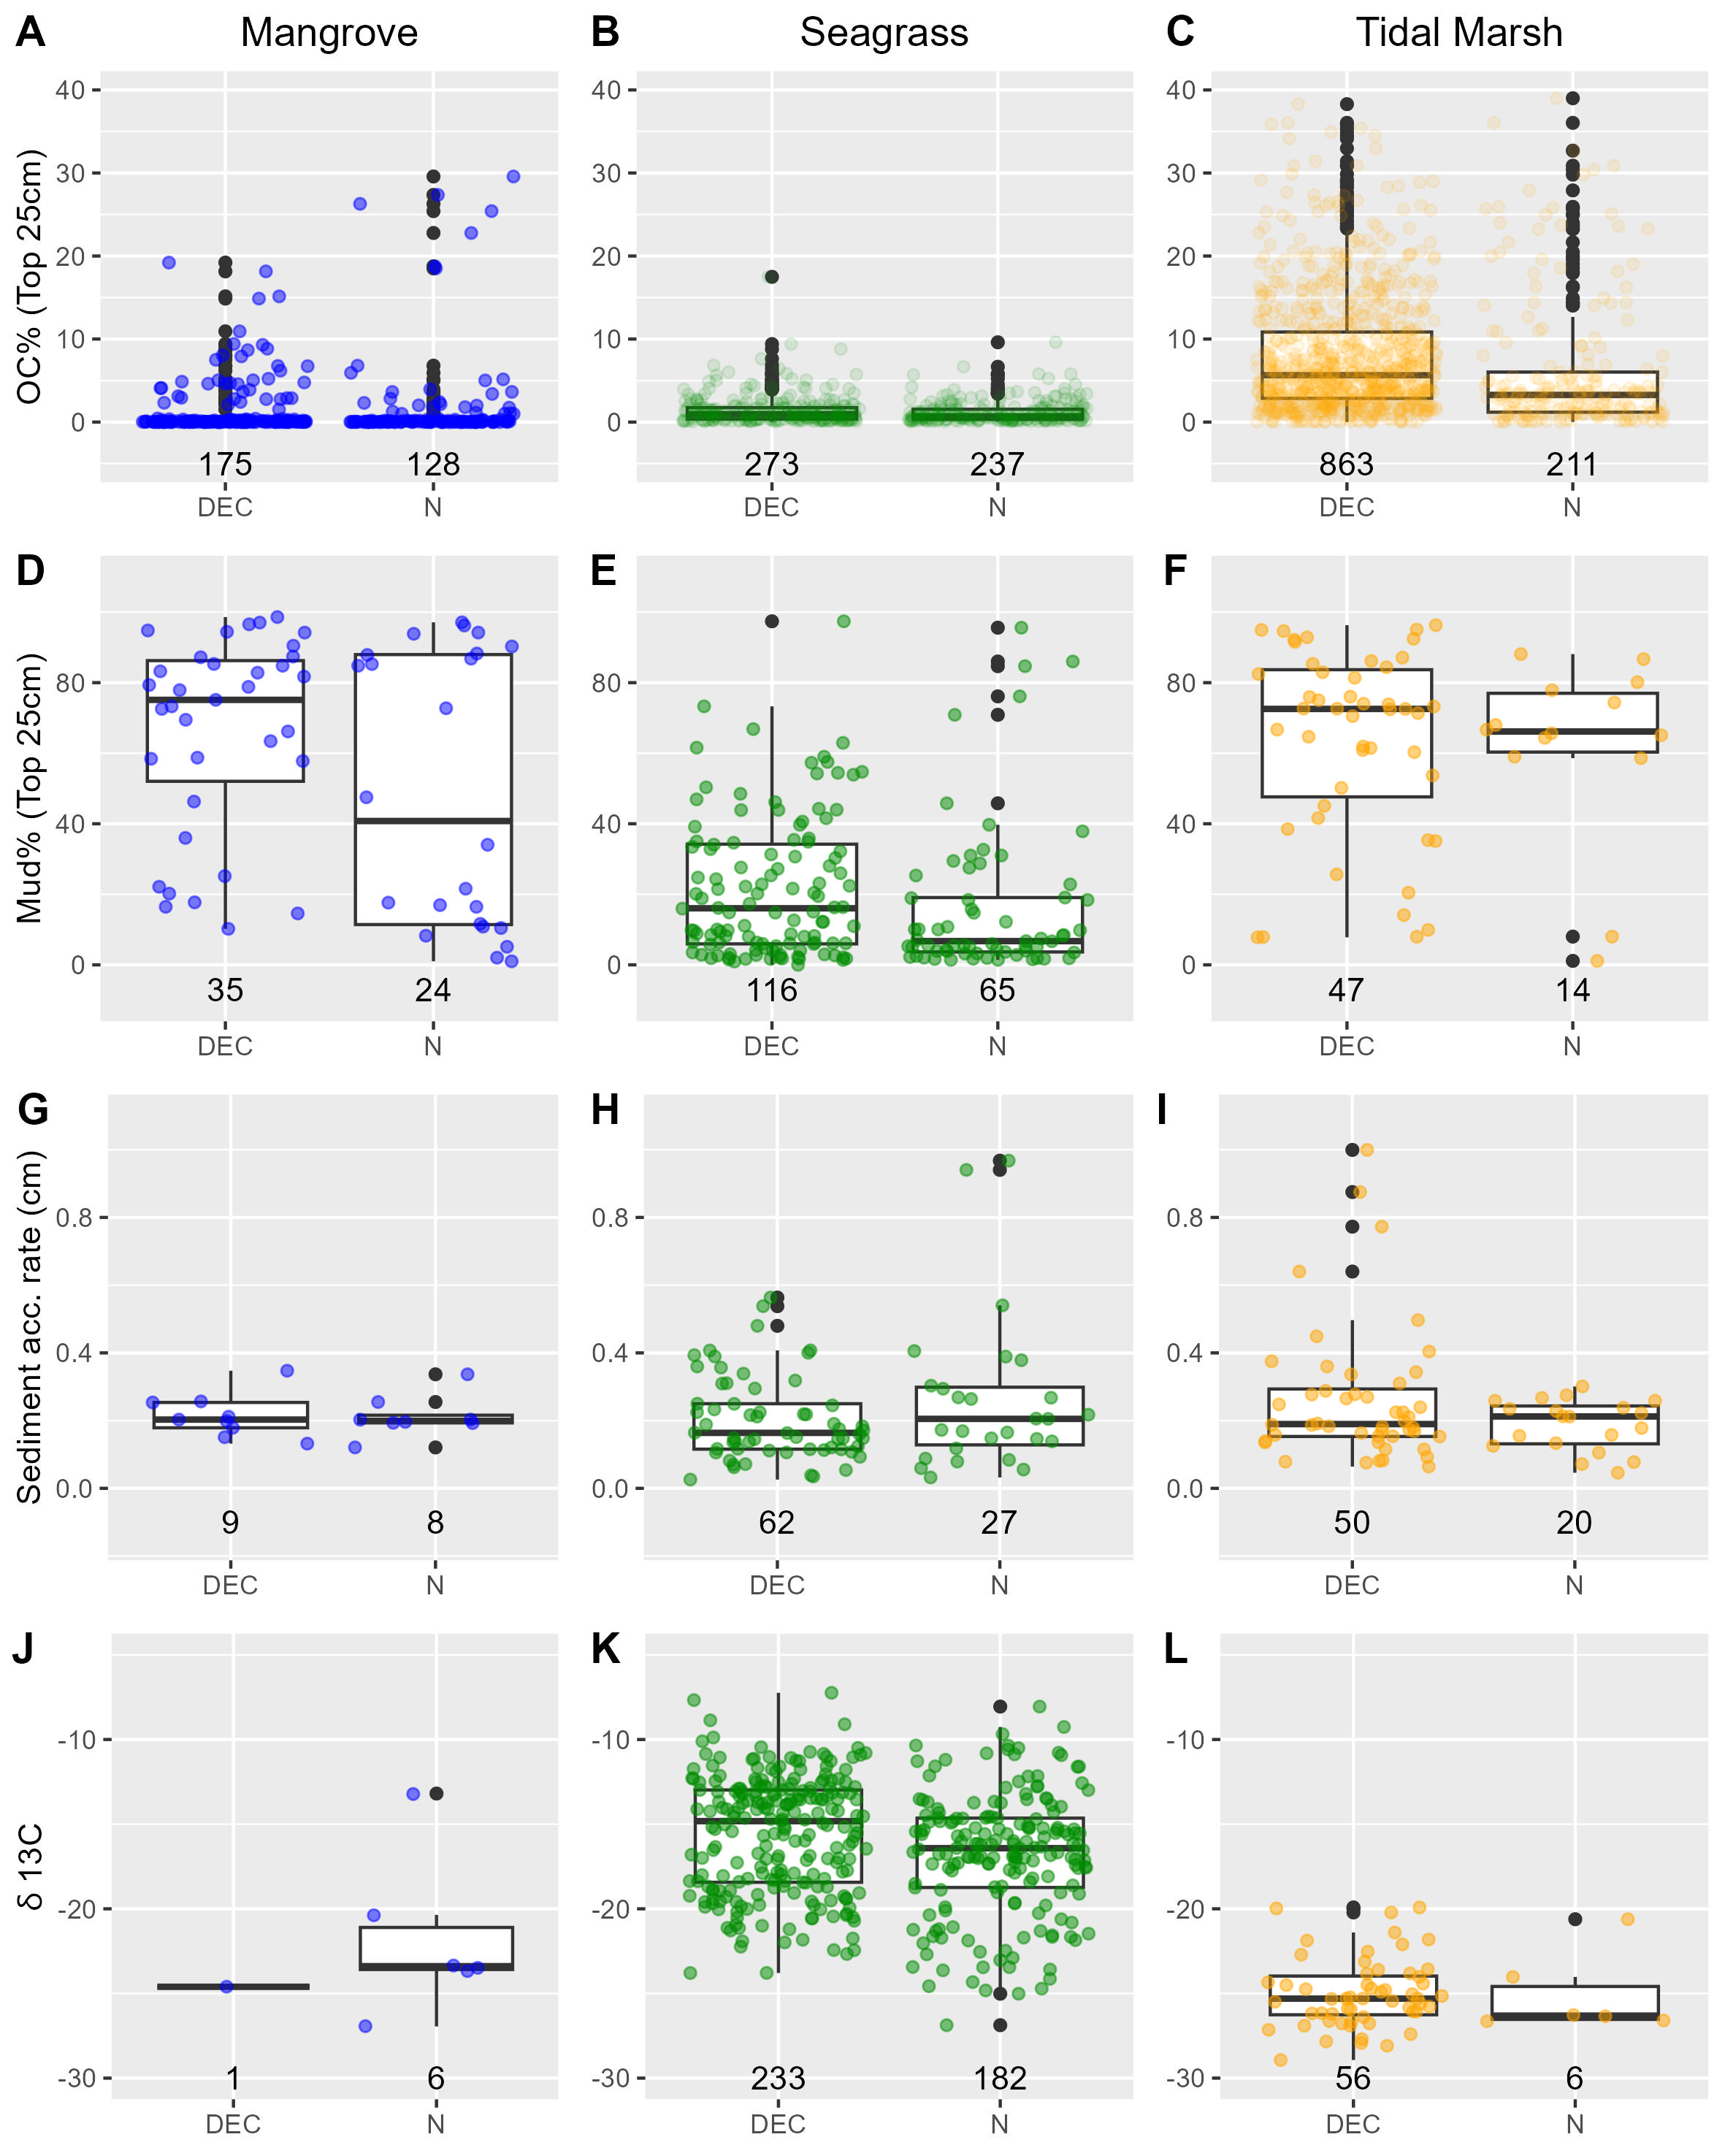 A Mangrove B Seagrass C Tidal Marsh
OC% (Top 25cm)
40 40 40
30 30 30
20 20 20
10 10 10
0 0 0
175 128 273 237 863 211
DEC N DEC N DEC N
D E F
Mud% (Top 25cm)
80 80 80
40 40 40
0 0 0
35 24 116 65 47 14
DEC N DEC N DEC N
G H I
Sediment acc. rate (cm)
0.8 0.8 0.8
0.4 0.4 0.4
0.0 0.0 0.0
9 8 62 27 50 20
DEC N DEC N DEC N
J K L
δ 13C
-10 -10 -10
-20 -20 -20
-30 1 6 -30 233 182 -30 56 6
DEC N DEC N DEC N